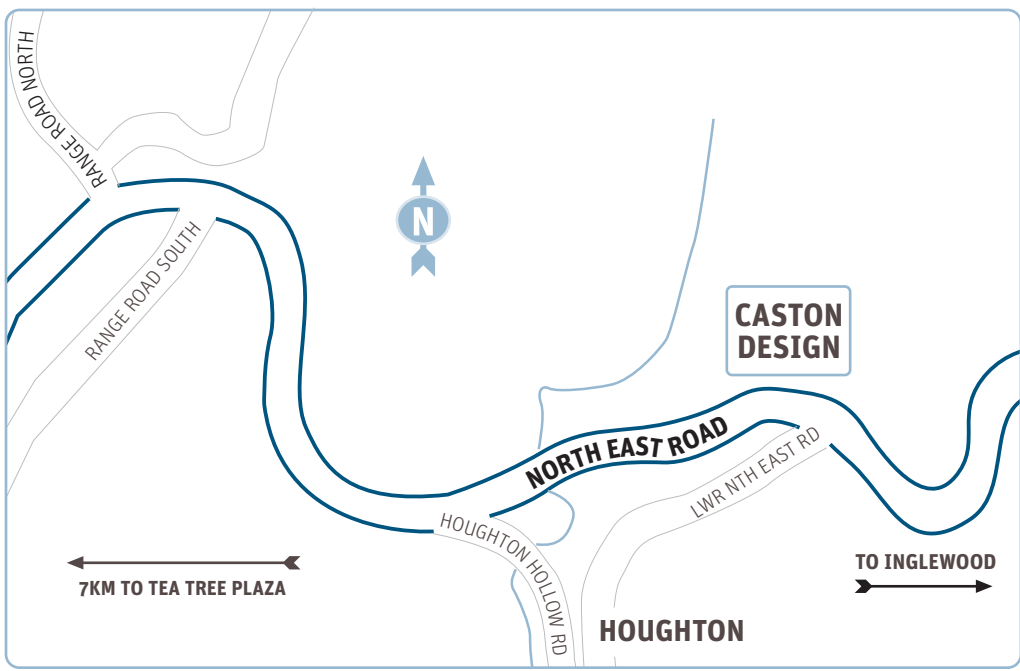 RANGE ROAD NORTH
RANGE ROAD SOUTH
N
CASTON
DESIGN
NORTH EAST ROAD
LWR NTH EAST RD
HOUGHTON HOLLOW RD
7KM TO TEA TREE PLAZA
TO INGLEWOOD
HOUGHTON